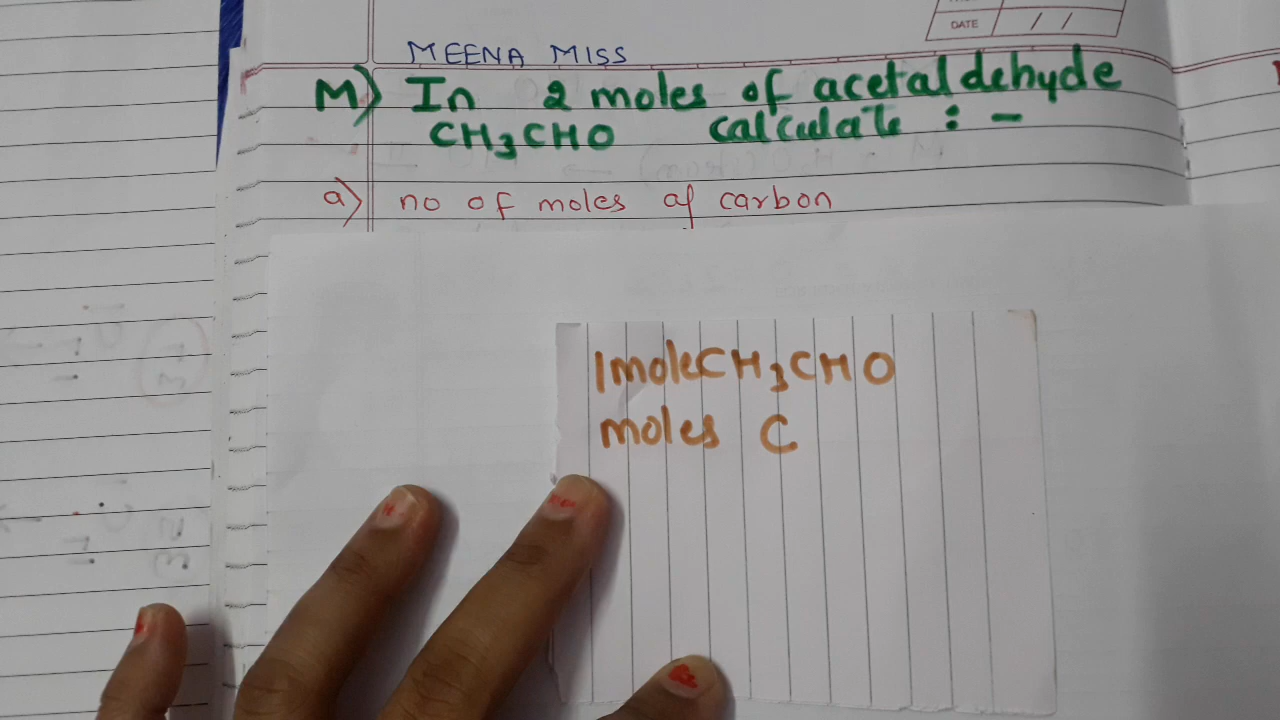 DATE / /
MEENA MISS
M) In 2 moles of acetaldehyde
CH₃CHO calculate : -
a) no of moles of carbon
1moleCH₃CHO
moles C